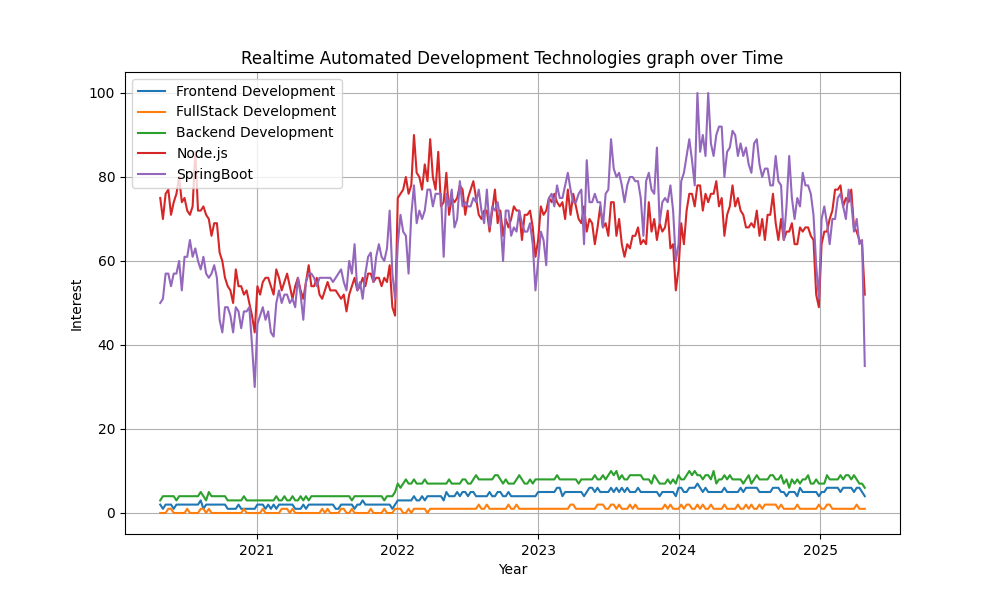 Realtime Automated Development Technologies graph over Time
Frontend Development
FullStack Development
Backend Development
Node.js
SpringBoot
100
80
60
40
20
0
Interest
2021
2022
2023
2024
2025
Year